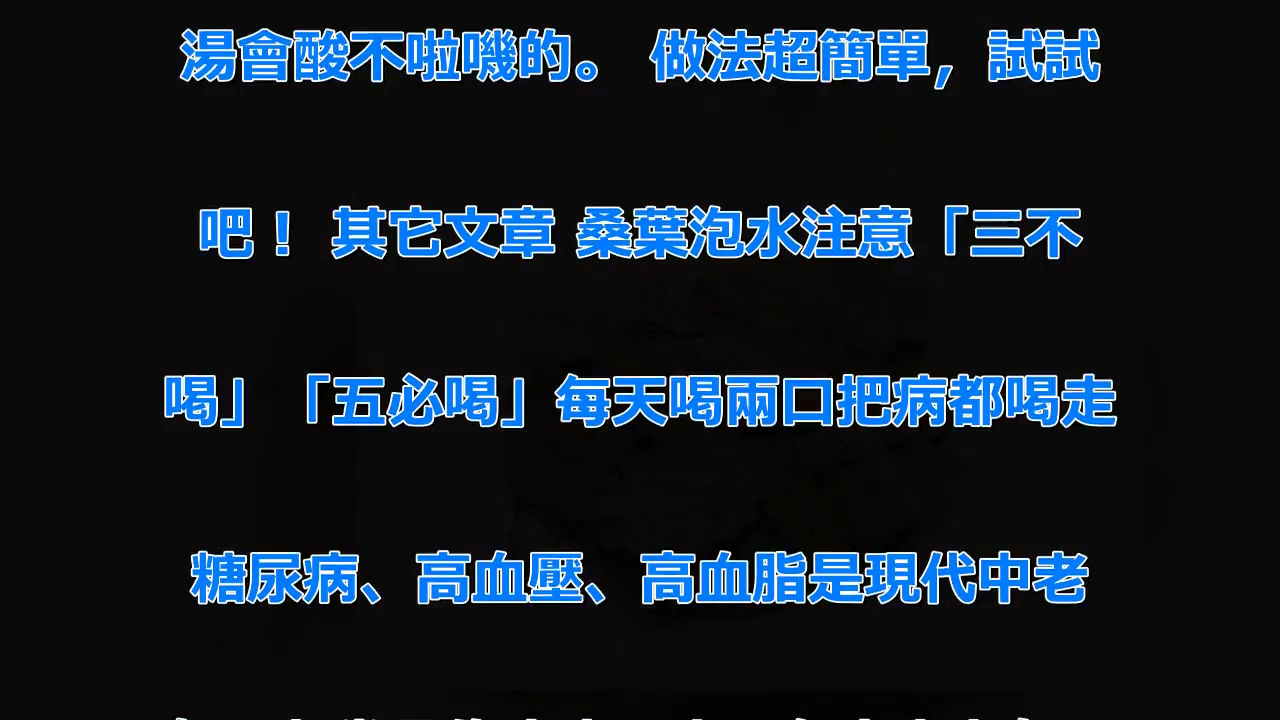 湯會酸不啦嘰的。 做法超簡單，試試
吧！ 其它文章 桑葉泡水注意「三不
喝」「五必喝」每天喝兩口把病都喝走
糖尿病、高血壓、高血脂是現代中老